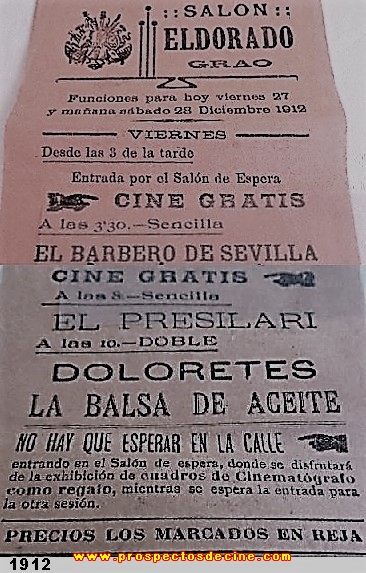 ::SALON::
ELDORADO
GRAO
Funciones para hoy viernes 27
y mañana sábado 28 Diciembre 1912
VIERNES
Desde las 3 de la tarde
Entrada por el Salón de Espera
CINE GRATIS
A las 3'30.—Sencilla
EL BARBERO DE SEVILLA
CINE GRATIS
A las 8.—Sencilla
EL PRESILARI
A las 10.—DOBLE
DOLORETES
LA BALSA DE ACEITE
NO HAY QUE ESPERAR EN LA CALLE
entrando en el Salón de espera, donde se disfrutará
de la exhibición de cuadros de Cinematógrafo
como regalo, mientras se espera la entrada para
la otra sesión.
PRECIOS LOS MARCADOS EN REJA
1912
www.prospectosdecine.com